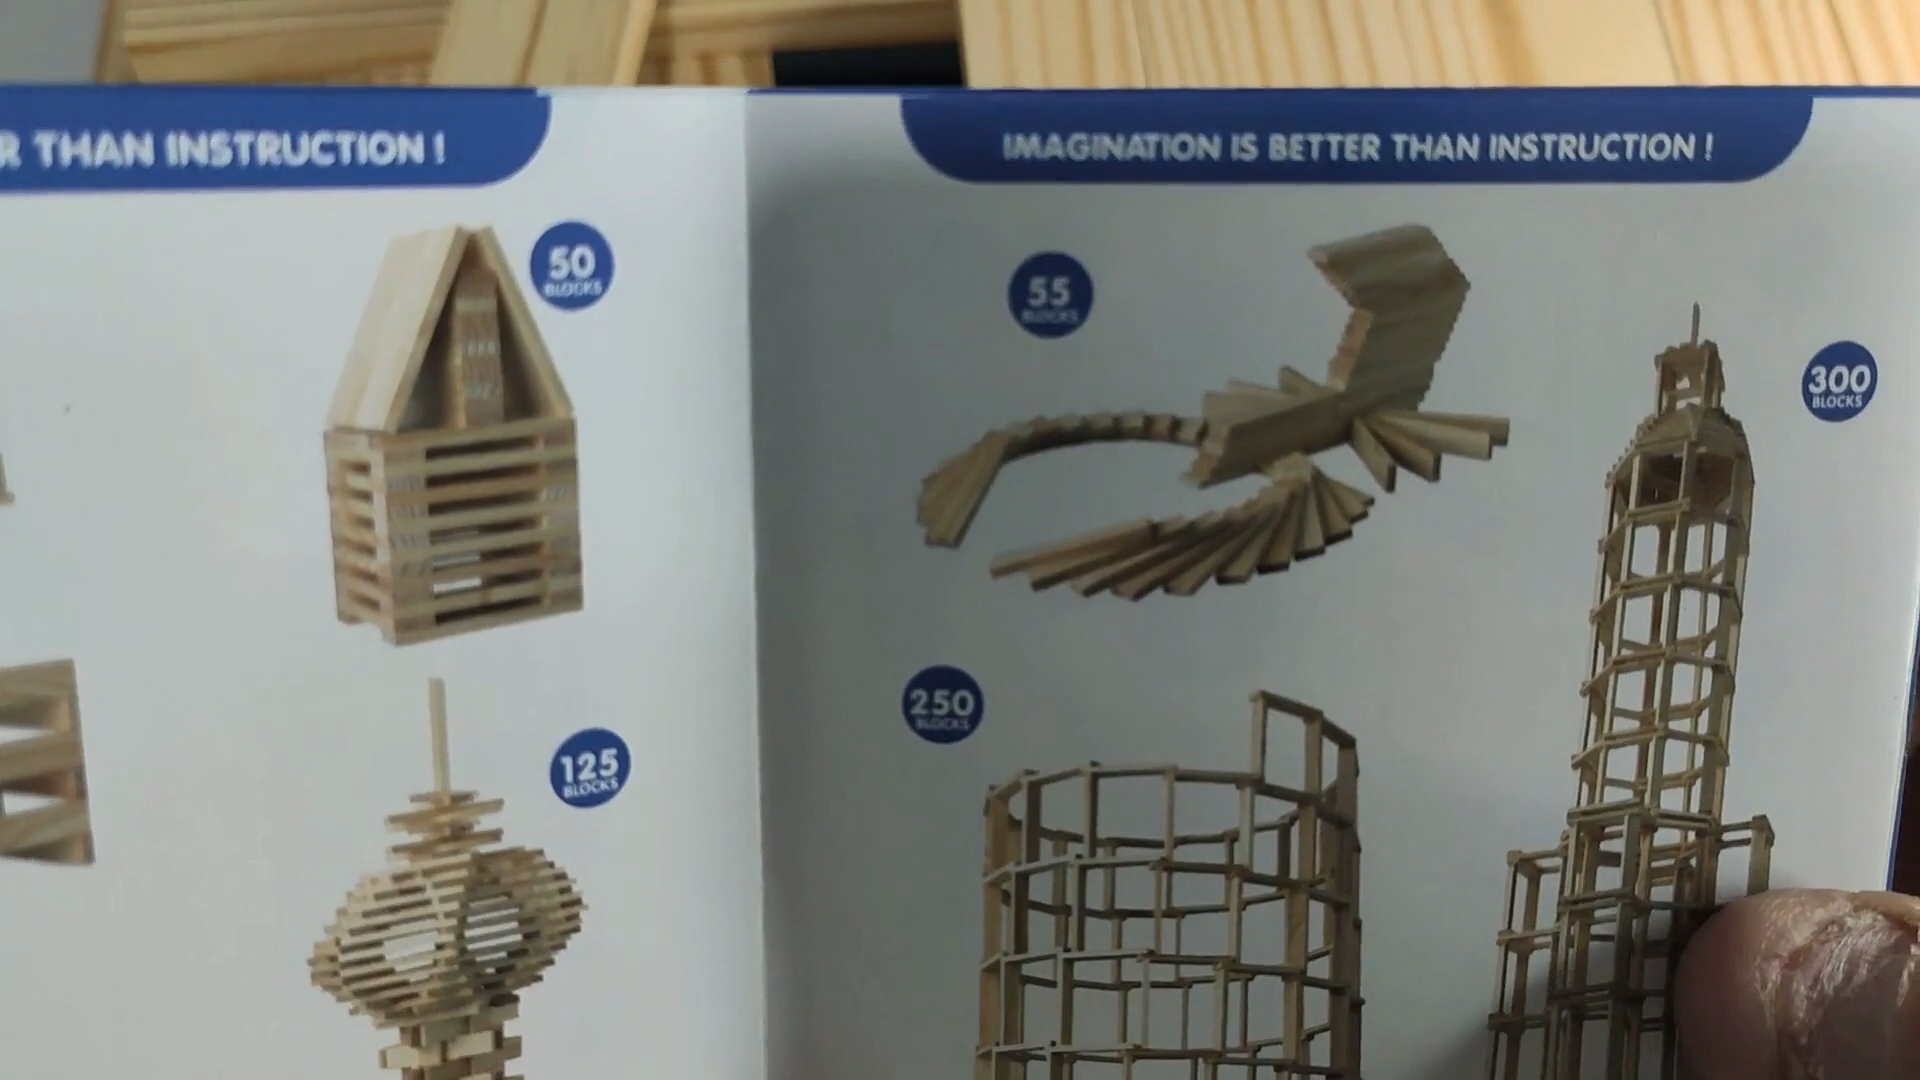 R THAN INSTRUCTION!
50
BLOCKS
125
BLOCKS
IMAGINATION IS BETTER THAN INSTRUCTION!
55
BLOCKS
300
BLOCKS
250
BLOCKS